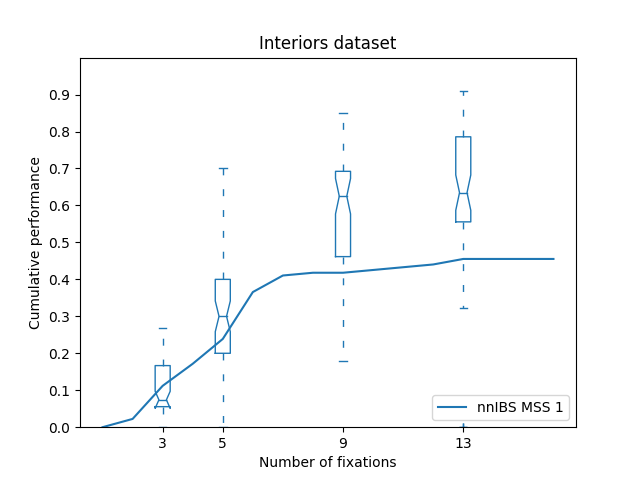 Interiors dataset
0.9
0.8
0.7
0.6
0.5
0.4
0.3
0.2
0.1
0.0
Cumulative performance
3 5 9 13
Number of fixations
nnIBS MSS 1